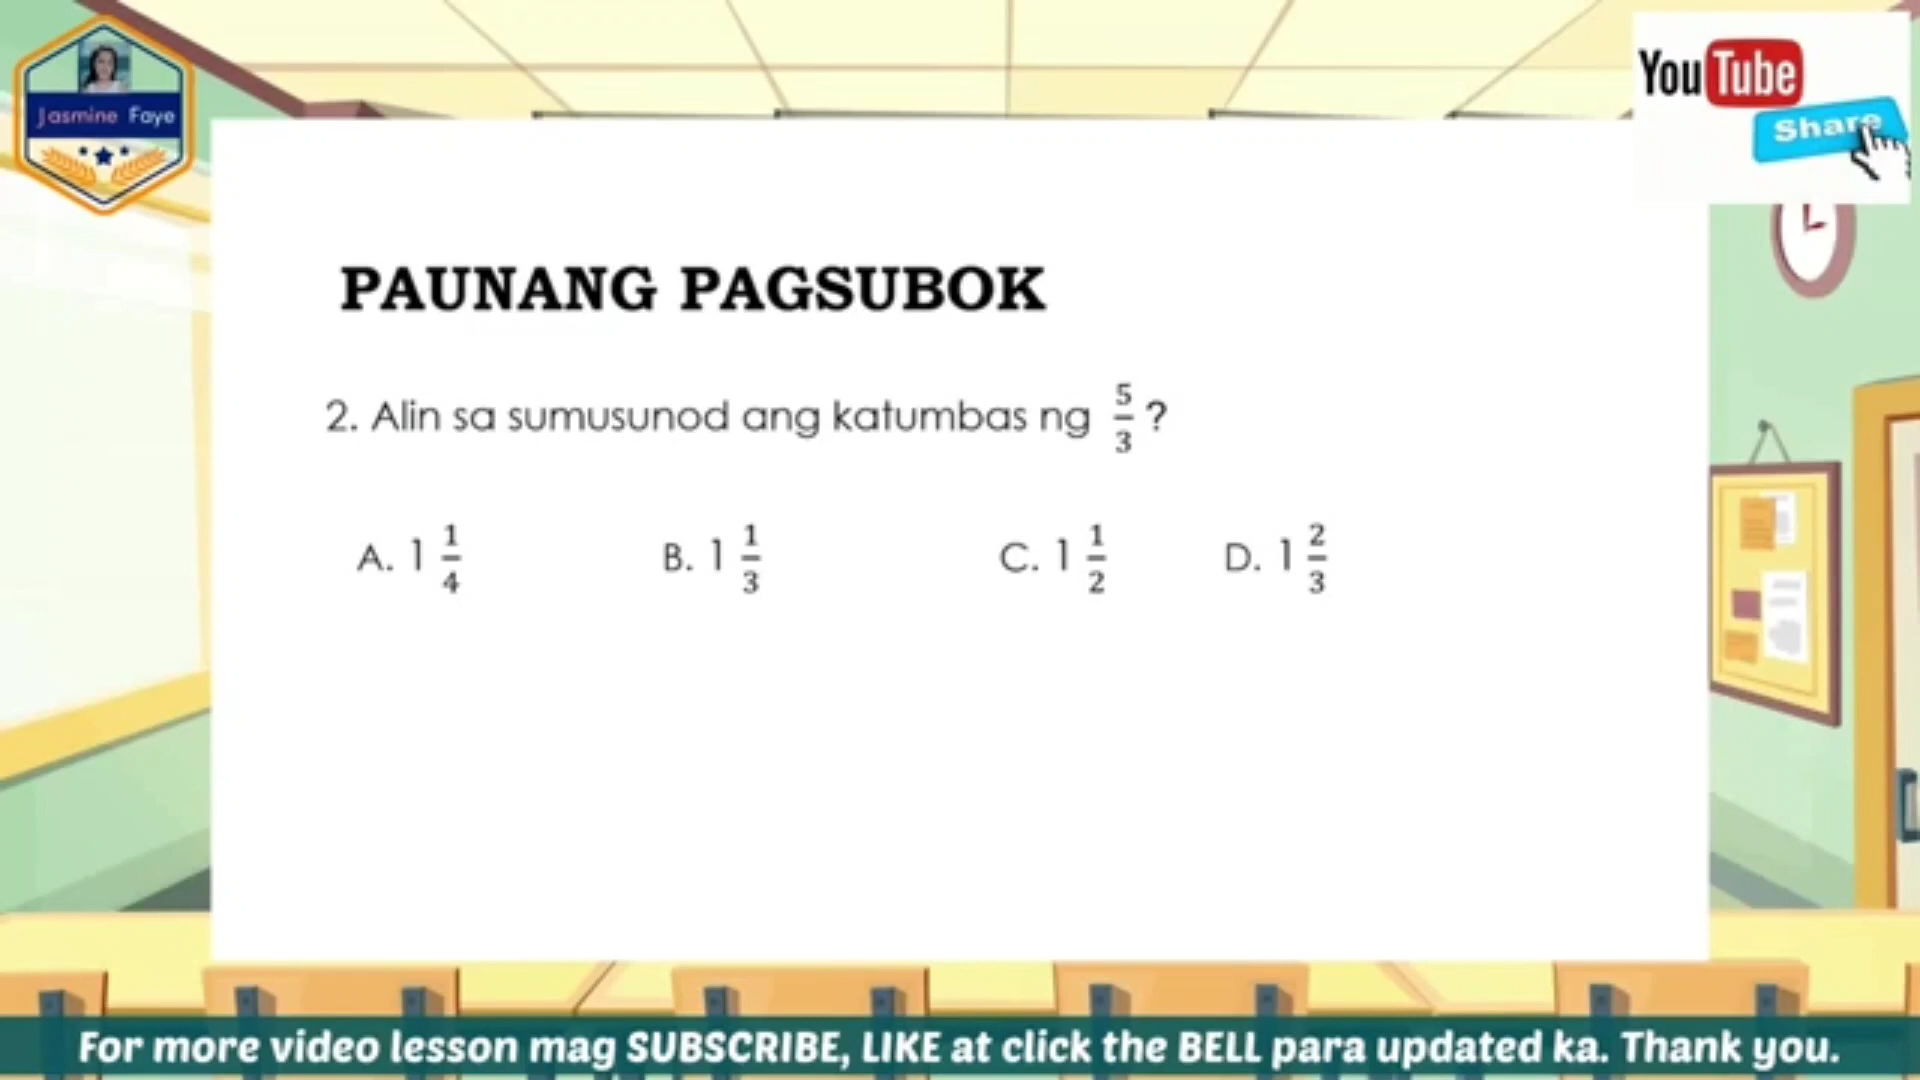 Jasmine Faye
YouTube
Share
PAUNANG PAGSUBOK
2. Alin sa sumusunod ang katumbas ng 5/3 ?
A. 1 1/4 B. 1 1/3 C. 1 1/2 D. 1 2/3
For more video lesson mag SUBSCRIBE, LIKE at click the BELL para updated ka. Thank you.